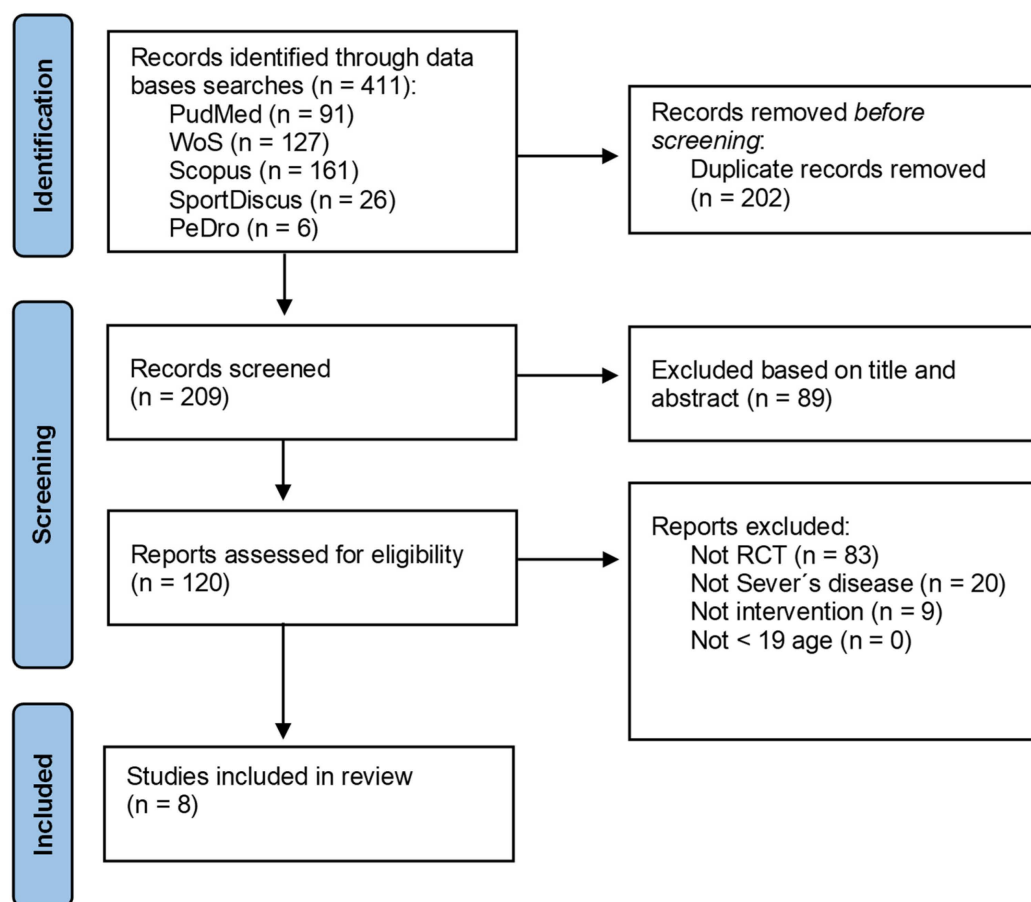 Identification
Records identified through data
bases searches (n = 411):
PudMed (n = 91)
WoS (n = 127)
Scopus (n = 161)
SportDiscus (n = 26)
PeDro (n = 6)
Records removed before
screening:
Duplicate records removed
(n = 202)
Screening
Records screened
(n = 209)
Excluded based on title and
abstract (n = 89)
Reports assessed for eligibility
(n = 120)
Reports excluded:
Not RCT (n = 83)
Not Sever´s disease (n = 20)
Not intervention (n = 9)
Not < 19 age (n = 0)
Included
Studies included in review
(n = 8)